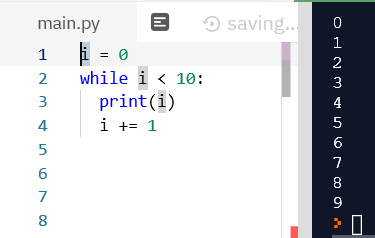 main.py
saving...
1 i = 0
2 while i < 10:
3   print(i)
4   i += 1
5
6
7
8
0
1
2
3
4
5
6
7
8
9